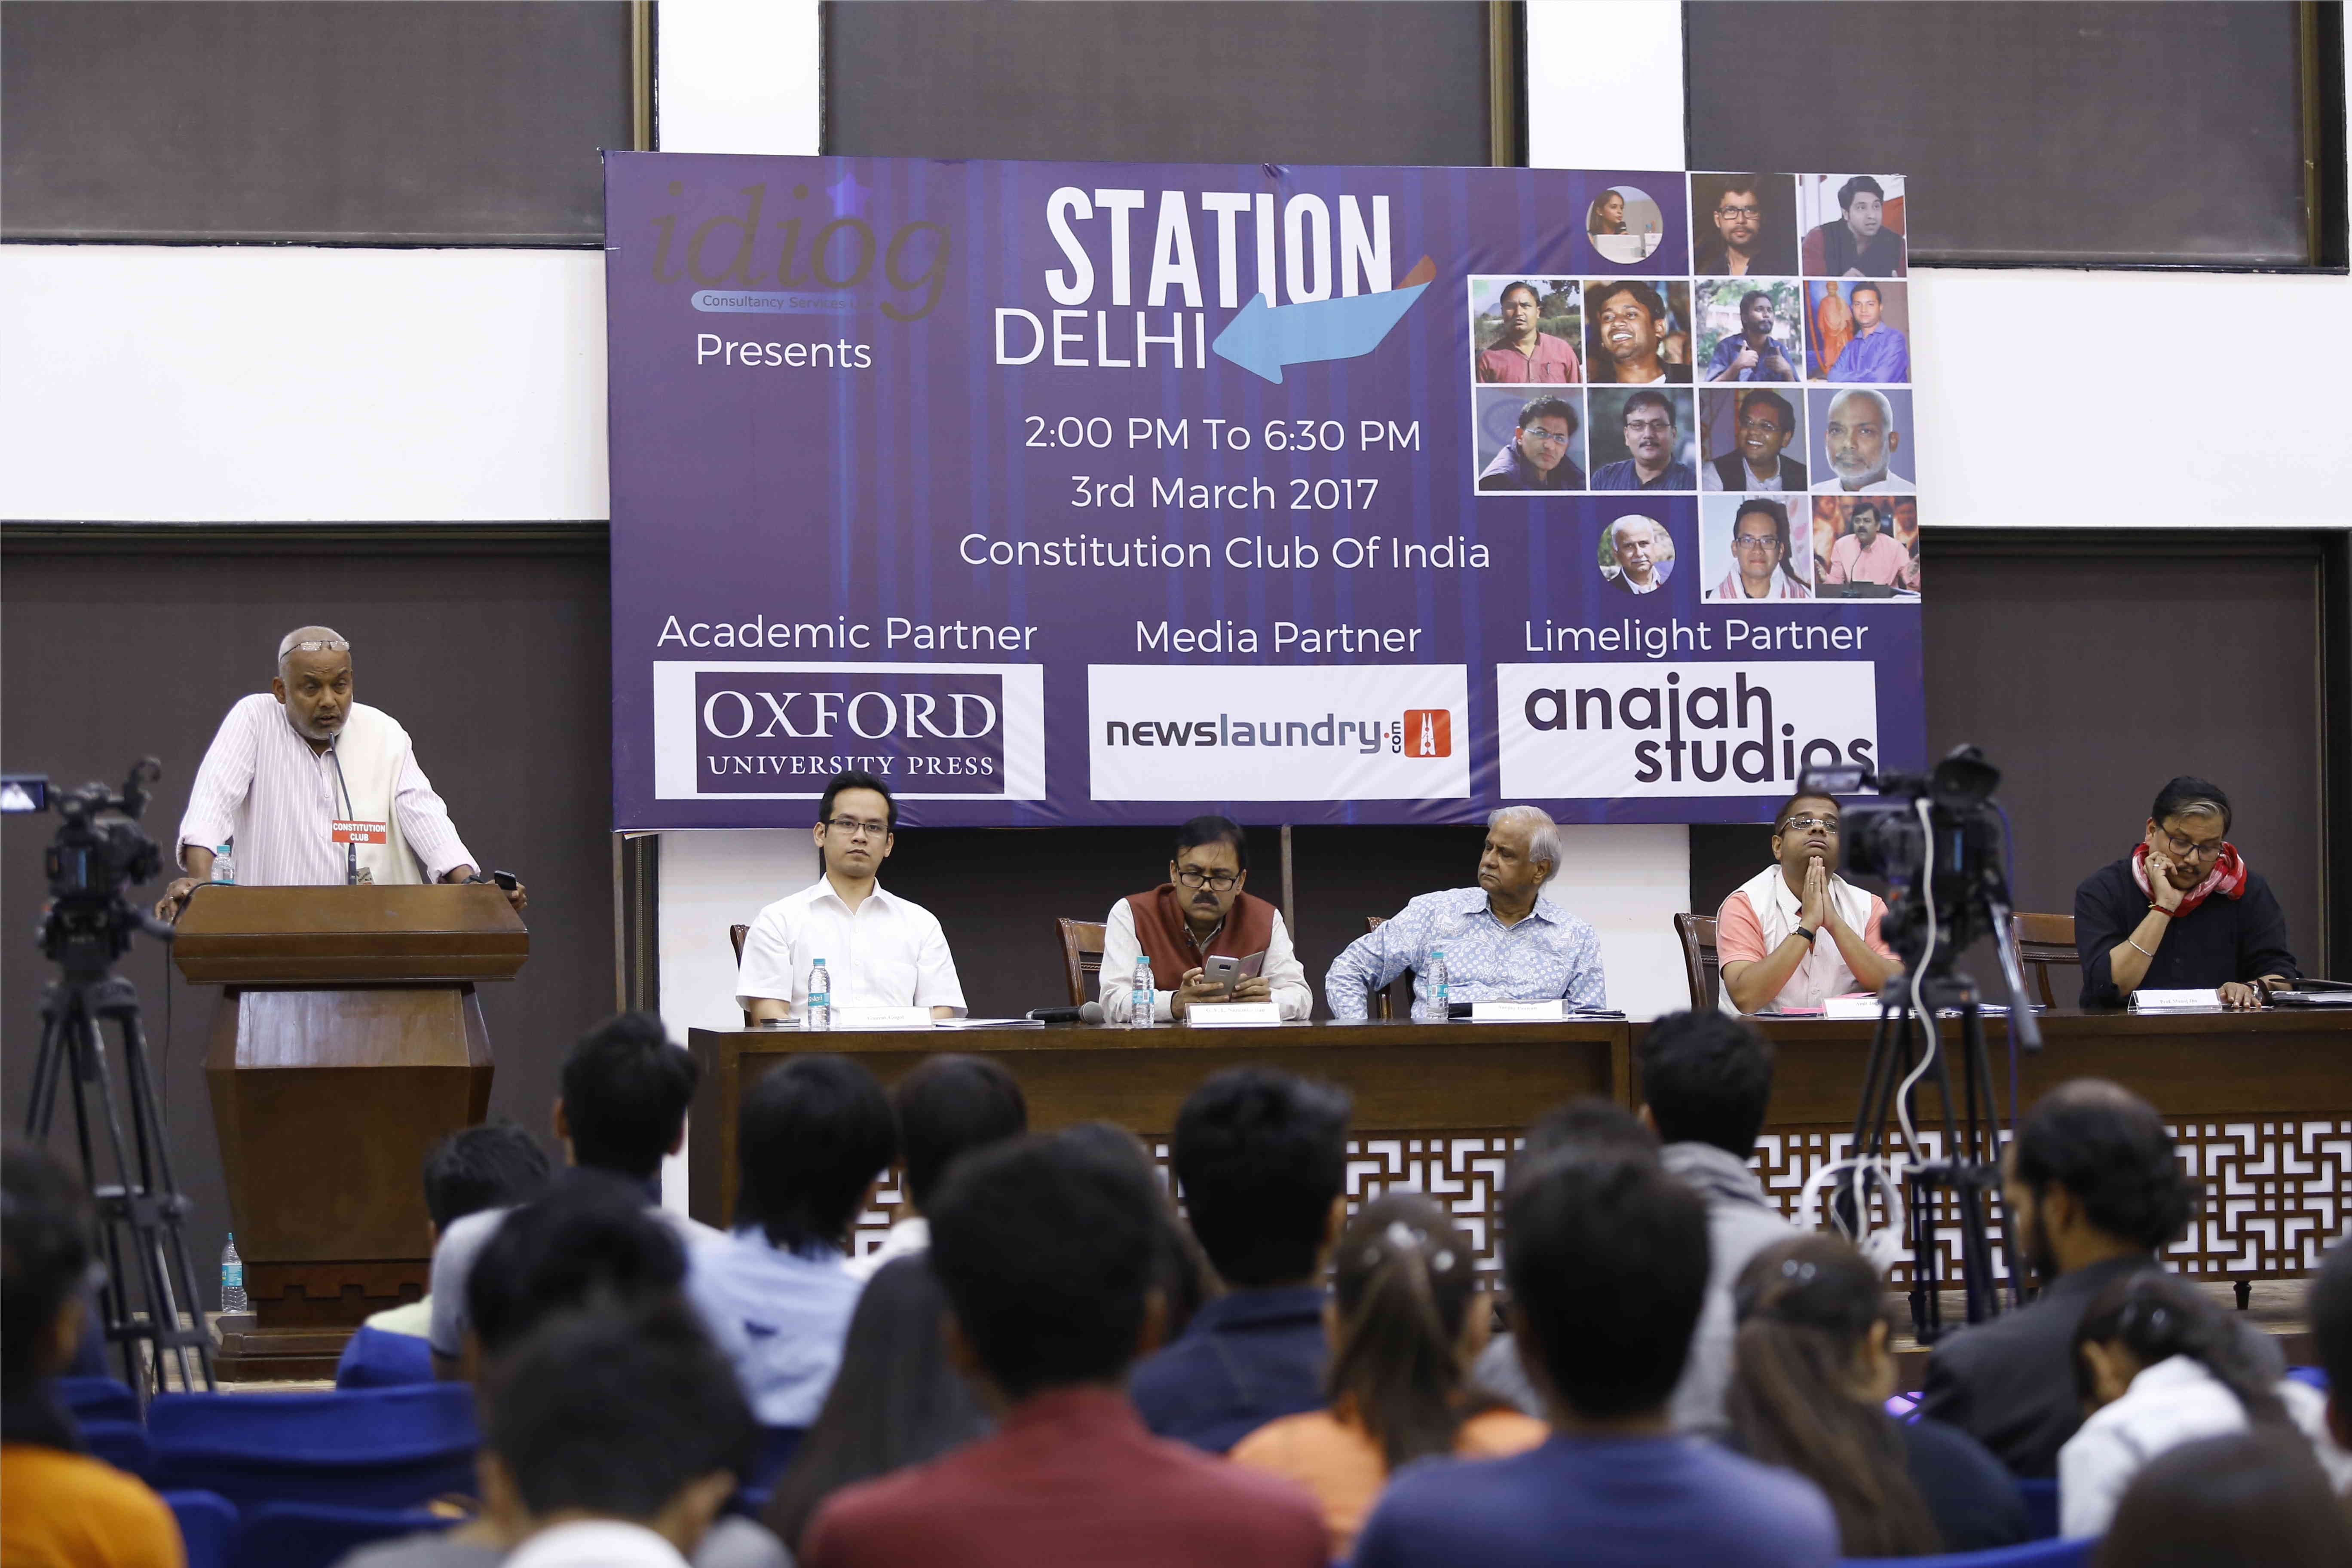 idiog
Consultancy Services
Presents
STATION
DELHI
2:00 PM To 6:30 PM
3rd March 2017
Constitution Club Of India
Academic Partner
OXFORD
UNIVERSITY PRESS
Media Partner
newslaundry.com
Limelight Partner
anajah
studios
CONSTITUTION
CLUB